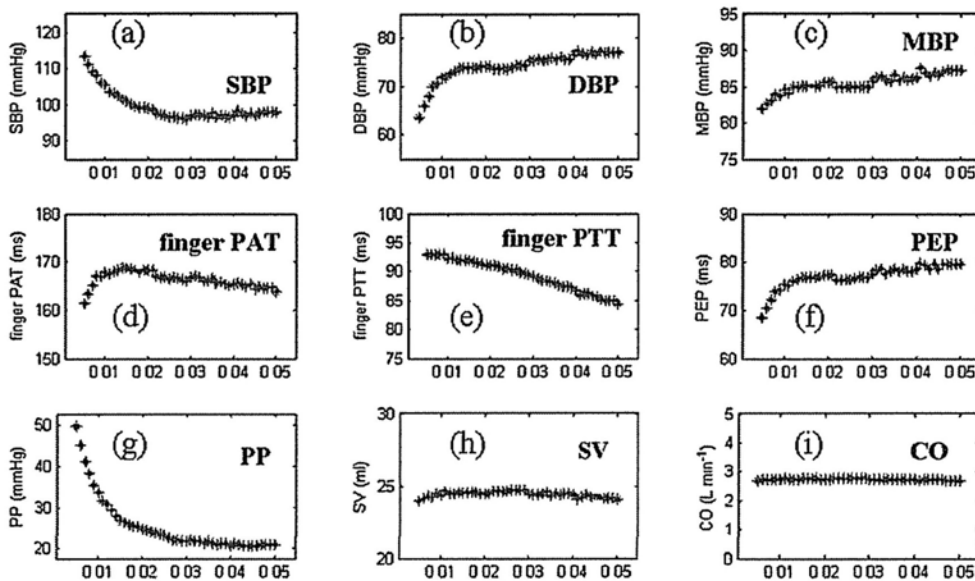 (a)
SBP
SBP (mmHg)
120
110
100
90
0 01 0 02 0 03 0 04 0 05
(b)
DBP
DBP (mmHg)
80
70
60
0 01 0 02 0 03 0 04 0 05
(c)
MBP
MBP (mmHg)
95
90
85
80
75
0 01 0 02 0 03 0 04 0 05
finger PAT
(d)
finger PAT (ms)
180
170
160
150
0 01 0 02 0 03 0 04 0 05
finger PTT
(e)
finger PTT (ms)
100
95
90
85
80
75
0 01 0 02 0 03 0 04 0 05
PEP
(f)
PEP (ms)
90
80
70
60
0 01 0 02 0 03 0 04 0 05
(g)
PP
PP (mmHg)
50
40
30
20
0 01 0 02 0 03 0 04 0 05
(h)
SV
SV (ml)
30
25
20
0 01 0 02 0 03 0 04 0 05
(i)
CO
CO (L min⁻¹)
5
4
3
2
1
0
0 01 0 02 0 03 0 04 0 05